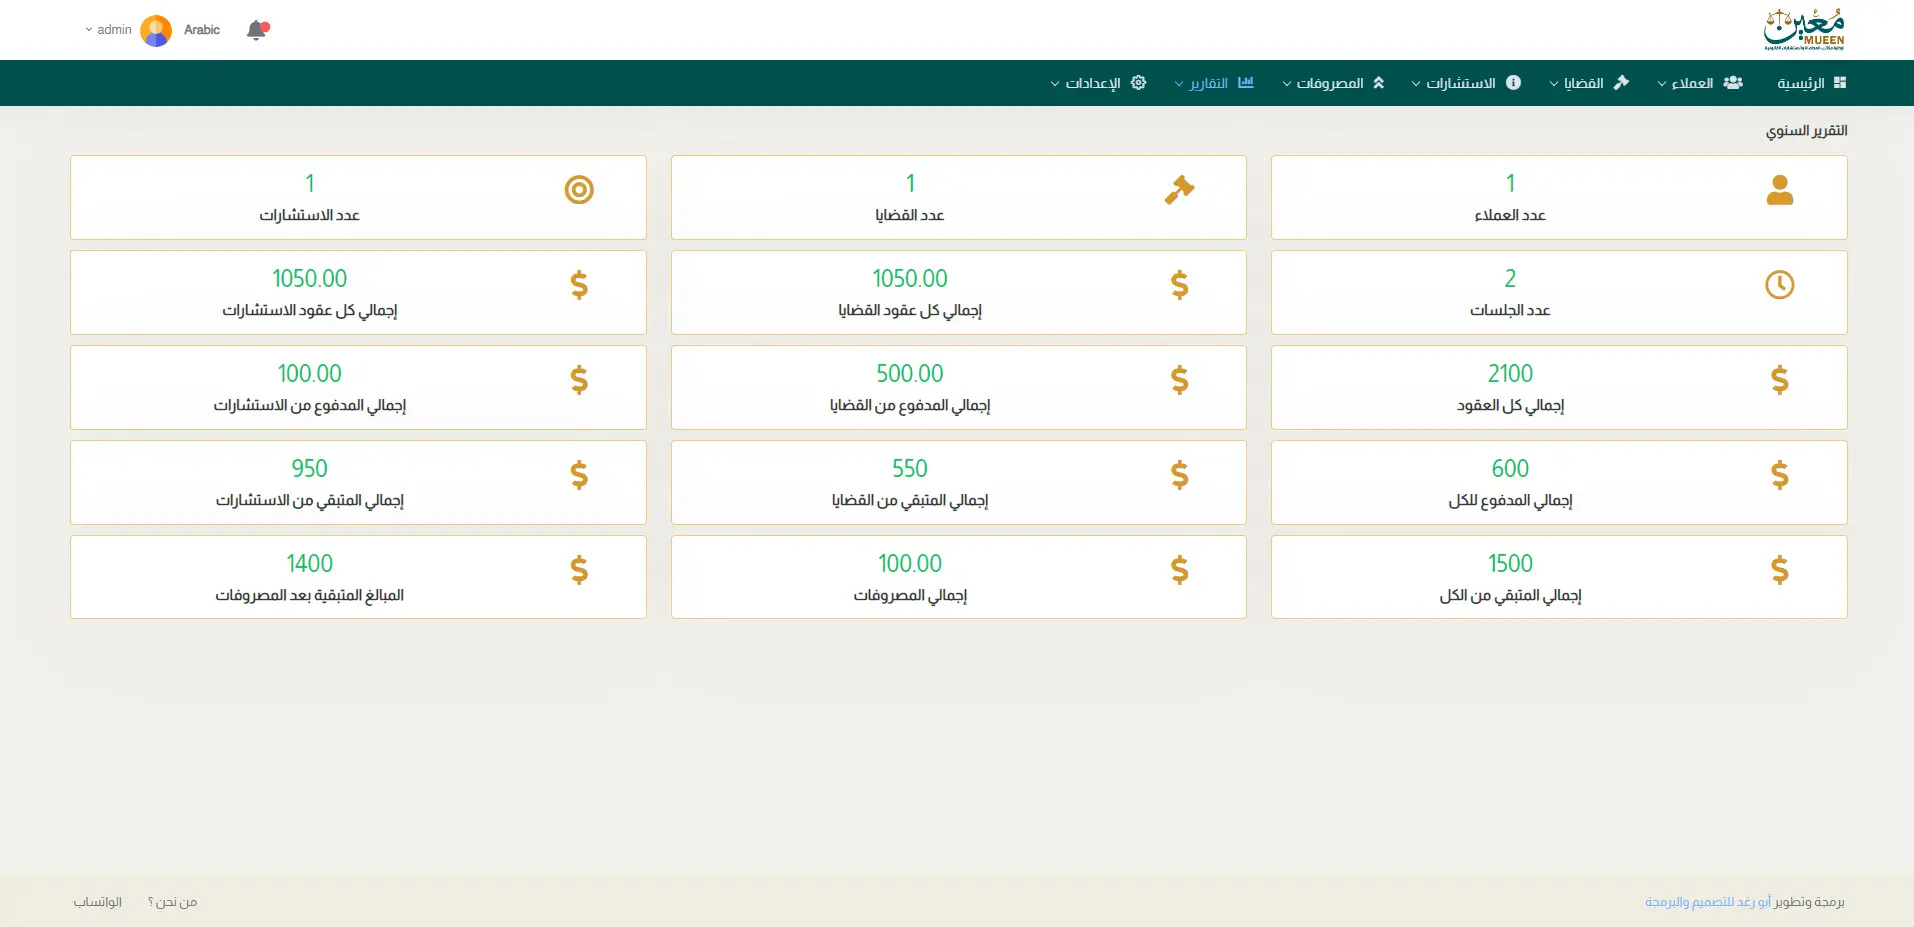 مُعين
MUEEN
Arabic
admin
الرئيسية
العملاء
القضايا
الاستشارات
المصروفات
التقارير
الإعدادات
التقرير السنوي
1
عدد العملاء
1
عدد القضايا
1
عدد الاستشارات
2
عدد الجلسات
1050.00
إجمالي كل عقود القضايا
1050.00
إجمالي كل عقود الاستشارات
2100
إجمالي كل العقود
500.00
إجمالي المدفوع من القضايا
100.00
إجمالي المدفوع من الاستشارات
600
إجمالي المدفوع للكل
550
إجمالي المتبقي من القضايا
950
إجمالي المتبقي من الاستشارات
1500
إجمالي المتبقي من الكل
100.00
إجمالي المصروفات
1400
المبالغ المتبقية بعد المصروفات
برمجة وتطوير أبو رغد للتصميم والبرمجة
من نحن ؟
الواتساب